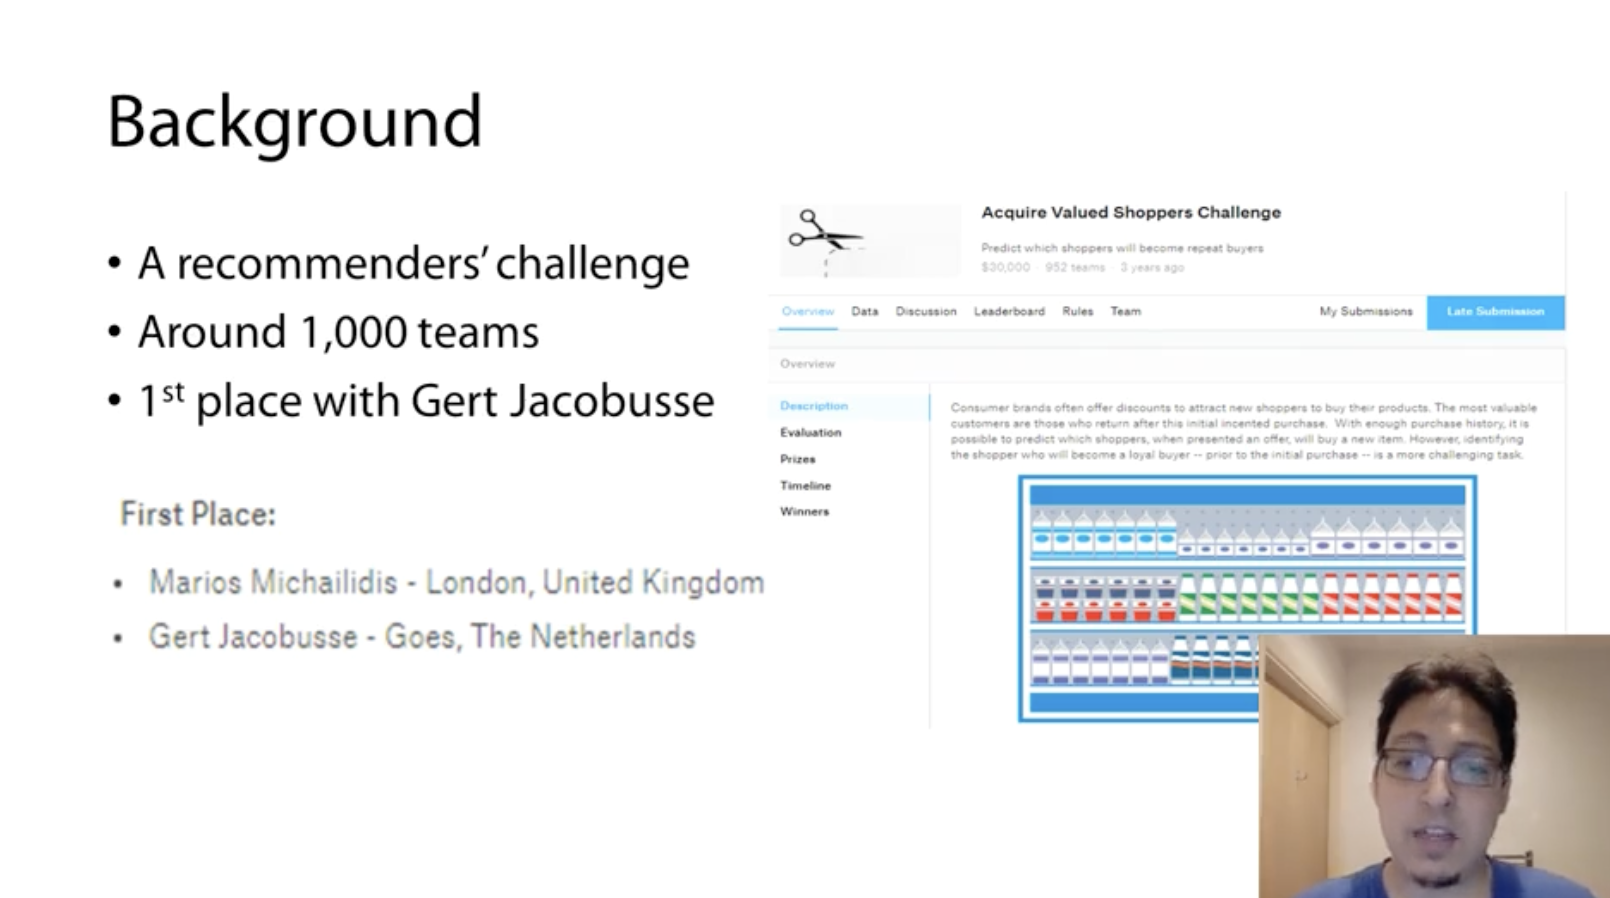 Background
• A recommenders’ challenge
• Around 1,000 teams
• 1st place with Gert Jacobusse
First Place:
• Marios Michailidis - London, United Kingdom
• Gert Jacobusse - Goes, The Netherlands
Acquire Valued Shoppers Challenge
Predict which shoppers will become repeat buyers
$30,000 · 952 teams · 3 years ago
Overview Data Discussion Leaderboard Rules Team My Submissions Late Submission
Overview
Description
Evaluation
Prizes
Timeline
Winners
Consumer brands often offer discounts to attract new shoppers to buy their products. The most valuable
customers are those who return after this initial incented purchase. With enough purchase history, it is
possible to predict which shoppers, when presented an offer, will buy a new item. However, identifying
the shopper who will become a loyal buyer -- prior to the initial purchase -- is a more challenging task.